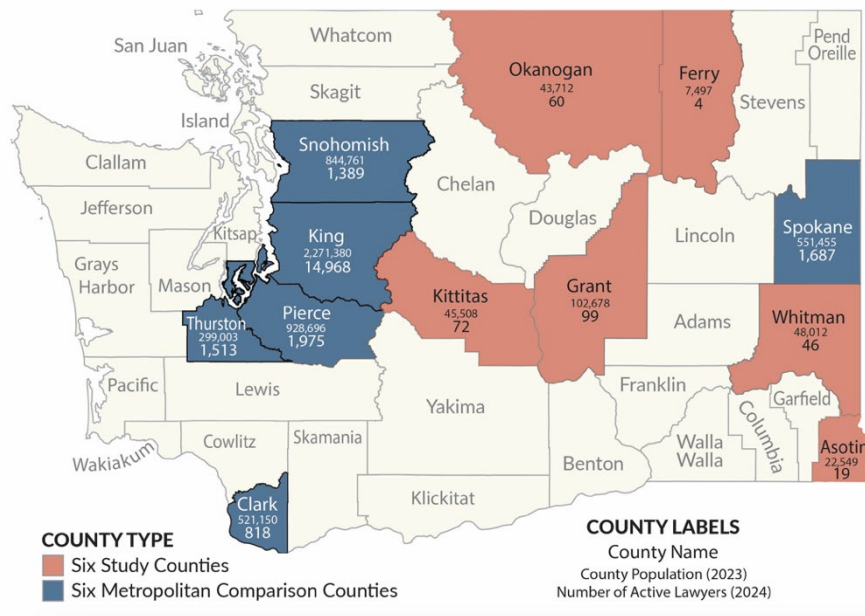 Whatcom
San Juan
Skagit
Island
Okanogan
43,712
60
Ferry
7,497
4
Pend
Oreille
Stevens
Snohomish
844,761
1,389
Clallam
Chelan
Jefferson
Douglas
Kitsap
King
2,271,380
14,968
Lincoln
Spokane
551,455
1,687
Grays
Harbor
Mason
Kittitas
45,508
72
Grant
102,678
99
Pierce
928,696
1,975
Thurston
299,003
1,513
Adams
Whitman
48,012
46
Pacific
Lewis
Yakima
Franklin
Garfield
Columbia
Wakiakum
Cowlitz
Skamania
Benton
Walla
Walla
Asotin
22,549
19
Clark
521,150
818
Klickitat
COUNTY TYPE
Six Study Counties
Six Metropolitan Comparison Counties
COUNTY LABELS
County Name
County Population (2023)
Number of Active Lawyers (2024)